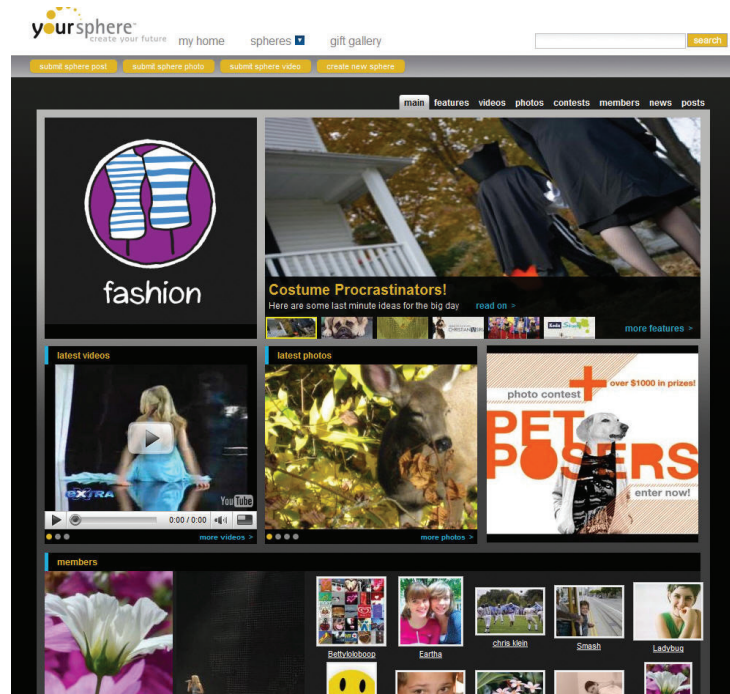 yoursphere™
create your future
my home spheres gift gallery search
submit sphere post submit sphere photo submit sphere video create new sphere
main features videos photos contests members news posts
fashion
Costume Procrastinators!
Here are some last minute ideas for the big day read on >
more features >
latest videos
extra
YouTube
0:00 / 0:00
more videos >
latest photos
more photos >
photo contest
over $1000 in prizes!
PET
POSERS
enter now!
members
Bettyloloboop Eartha chris klein Smash Ladybug